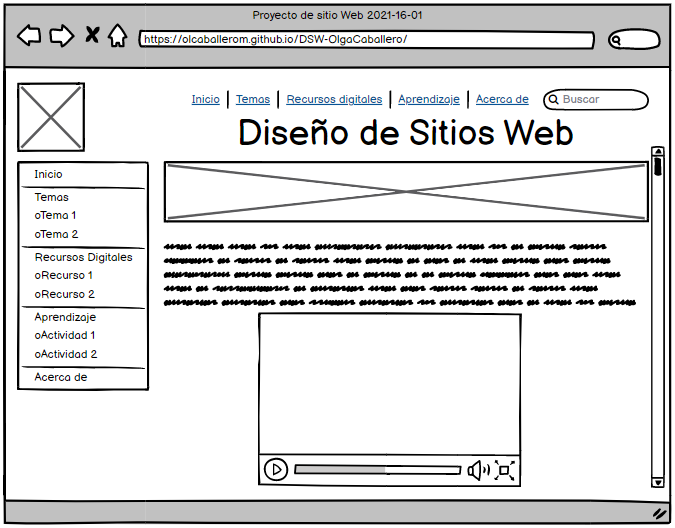 Proyecto de sitio Web 2021-16-01
https://olcaballerom.github.io/DSW-OlgaCaballero/
Inicio | Temas | Recursos digitales | Aprendizaje | Acerca de
Buscar
Diseño de Sitios Web
Inicio
Temas
oTema 1
oTema 2
Recursos Digitales
oRecurso 1
oRecurso 2
Aprendizaje
oActividad 1
oActividad 2
Acerca de